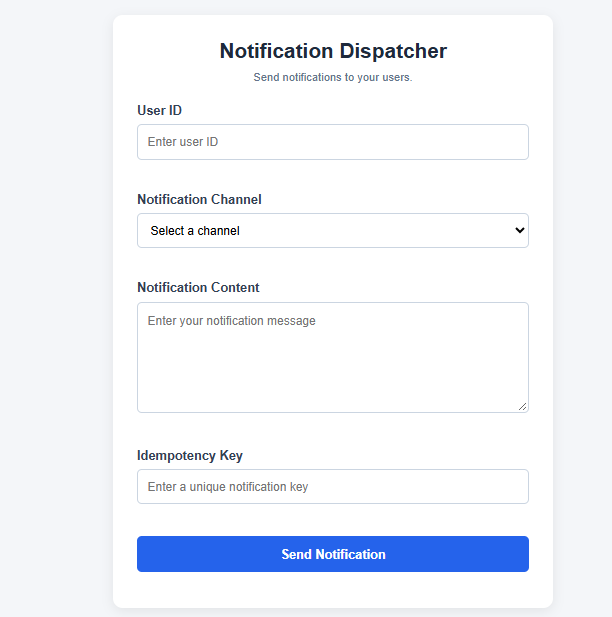 Notification Dispatcher
Send notifications to your users.
User ID
Enter user ID
Notification Channel
Select a channel
Notification Content
Enter your notification message
Idempotency Key
Enter a unique notification key
Send Notification